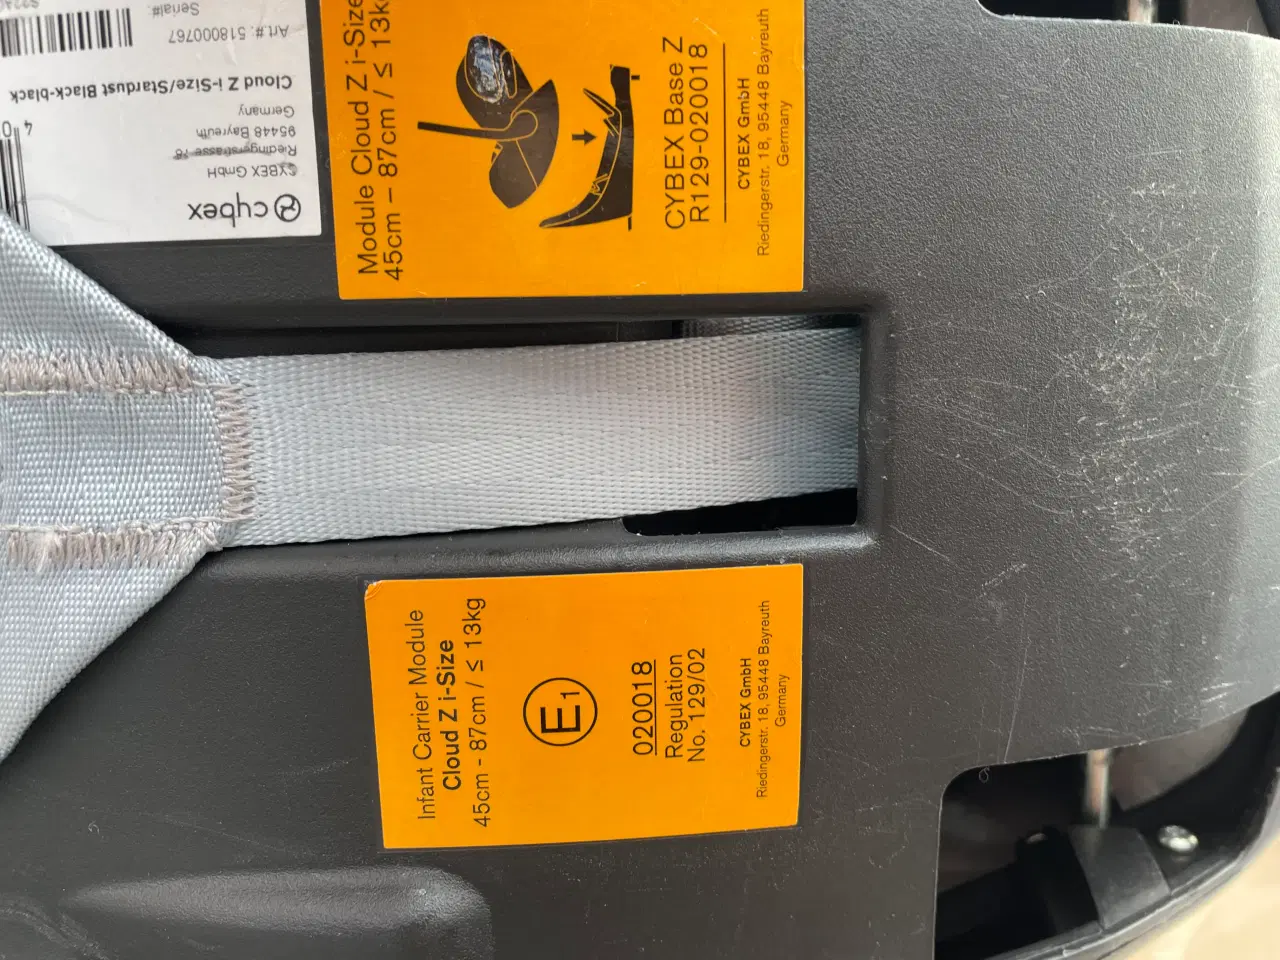 cybex
CYBEX GmbH
Riedingerstrasse 18
95448 Bayreuth
Germany
Cloud Z i-Size/Stardust Black-black
Art.#: 518000767
Serial#:
Module Cloud Z i-Size
45cm – 87cm / ≤ 13kg
CYBEX Base Z
R129-020018
CYBEX GmbH
Riedingerstr. 18, 95448 Bayreuth
Germany
Infant Carrier Module
Cloud Z i-Size
45cm - 87cm / ≤ 13kg
E1
020018
Regulation
No. 129/02
CYBEX GmbH
Riedingerstr. 18, 95448 Bayreuth
Germany